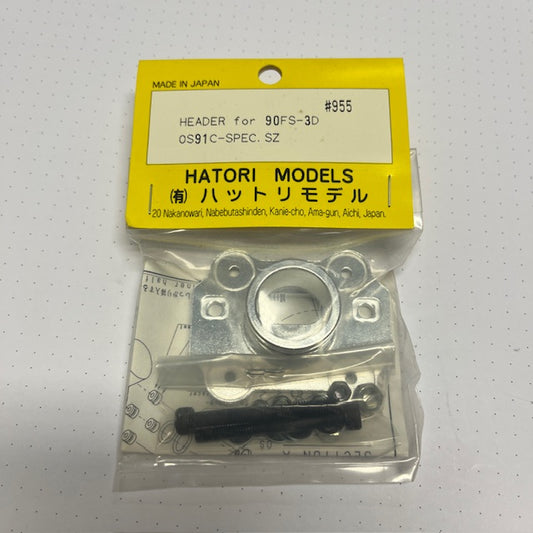 MADE IN JAPAN
#955
HEADER for 90FS-3D
OS91C-SPEC. SZ
HATORI MODELS
(有)ハットリモデル
20 Nakanowari, Nabebutashinden, Kanie-cho, Ama-gun, Aichi, Japan.
SECTION X